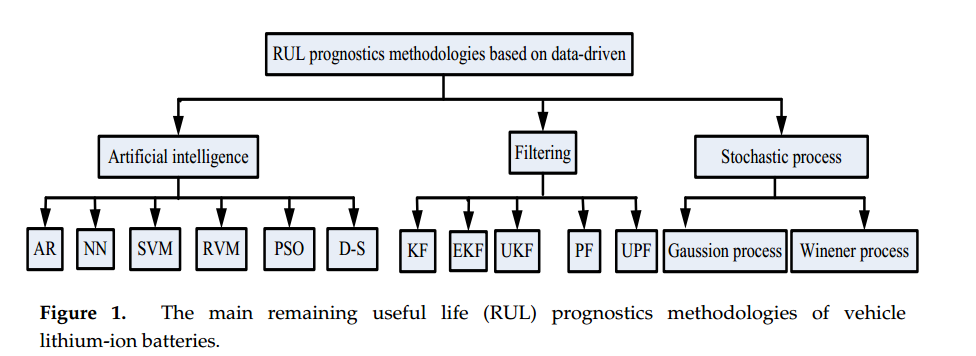 RUL prognostics methodologies based on data-driven
Artificial intelligence
Filtering
Stochastic process
AR
NN
SVM
RVM
PSO
D-S
KF
EKF
UKF
PF
UPF
Gaussion process
Winener process
Figure 1. The main remaining useful life (RUL) prognostics methodologies of vehicle
lithium-ion batteries.